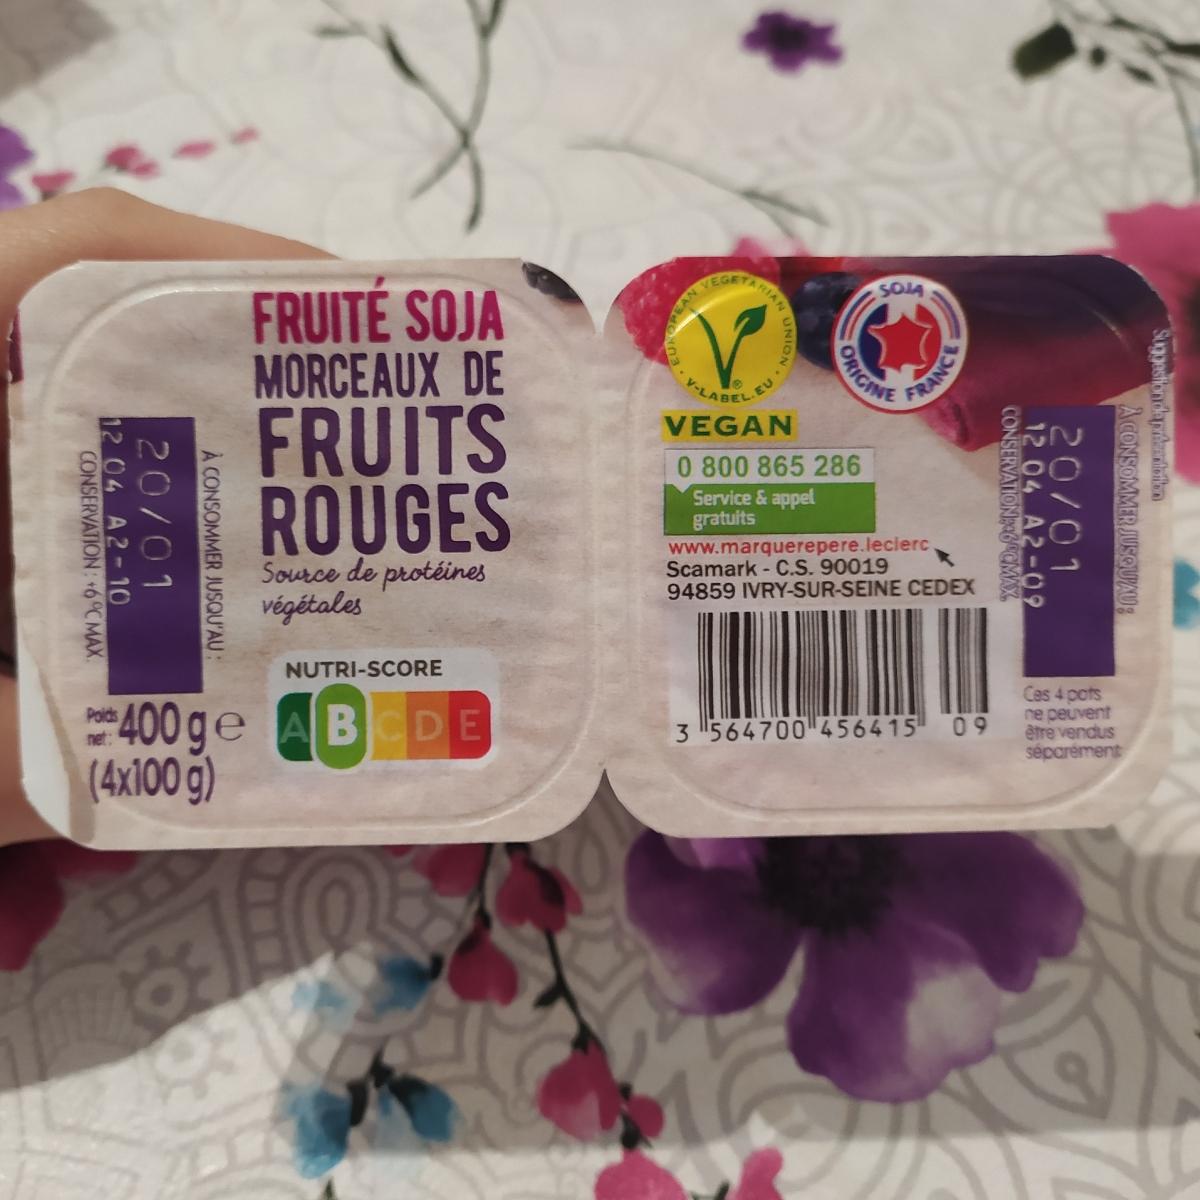 FRUITÉ SOJA
MORCEAUX DE
FRUITS
ROUGES
Source de protéines
végétales
À CONSOMMER JUSQU'AU :
20/01
12 04 A2-10
CONSERVATION : +6 °C MAX.
NUTRI-SCORE
A B C D E
Poids net: 400 g e
(4x100 g)
EUROPEAN VEGETARIAN UNION
V-LABEL.EU
VEGAN
SOJA
ORIGINE FRANCE
0 800 865 286
Service & appel
gratuits
www.marquerepere.leclerc
Scamark - C.S. 90019
94859 IVRY-SUR-SEINE CEDEX
3 564700 456415 09
Suggestion de présentation
À CONSOMMER JUSQU'AU :
20/01
12 04 A2-09
CONSERVATION : +6 °C MAX.
Ces 4 pots
ne peuvent
être vendus
séparément